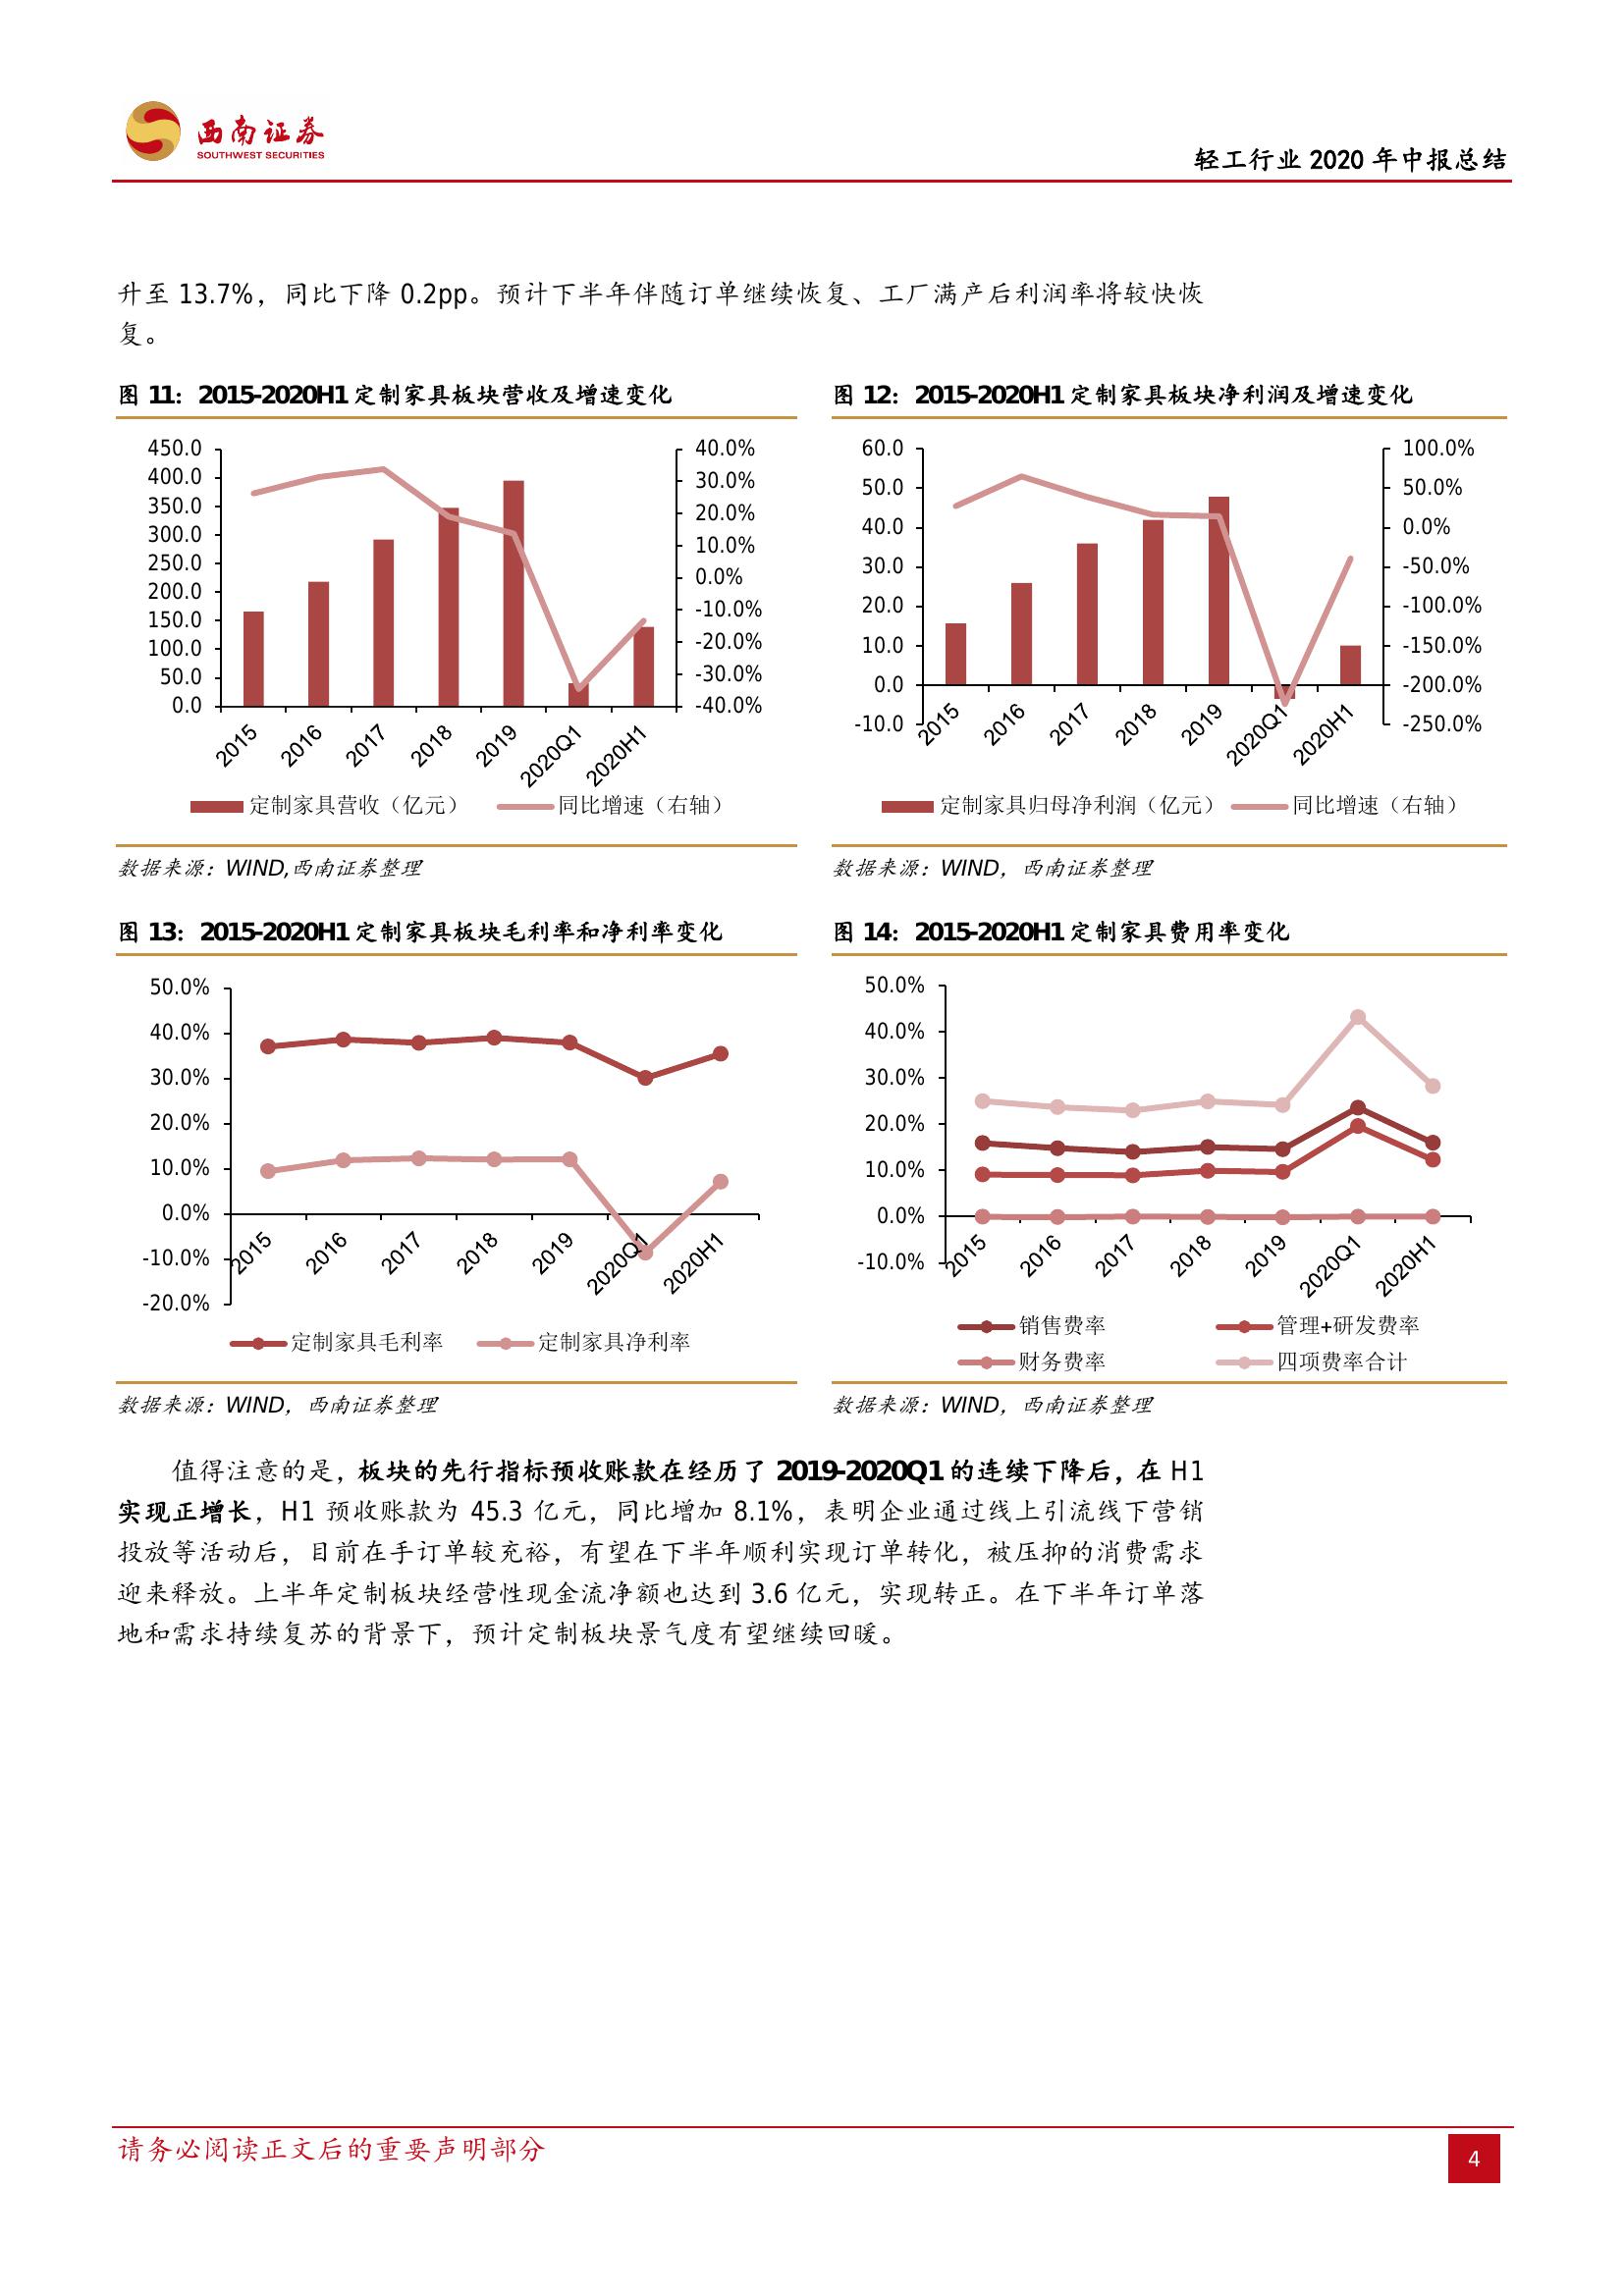 西南证券
SOUTHWEST SECURITIES
轻工行业 2020 年中报总结
升至 13.7%，同比下降 0.2pp。预计下半年伴随订单继续恢复、工厂满产后利润率将较快恢
复。
图 11：2015-2020H1 定制家具板块营收及增速变化
450.0
400.0
350.0
300.0
250.0
200.0
150.0
100.0
50.0
0.0
40.0%
30.0%
20.0%
10.0%
0.0%
-10.0%
-20.0%
-30.0%
-40.0%
2015
2016
2017
2018
2019
2020Q1
2020H1
定制家具营收（亿元）
同比增速（右轴）
数据来源：WIND,西南证券整理
图 12：2015-2020H1 定制家具板块净利润及增速变化
60.0
50.0
40.0
30.0
20.0
10.0
0.0
-10.0
100.0%
50.0%
0.0%
-50.0%
-100.0%
-150.0%
-200.0%
-250.0%
2015
2016
2017
2018
2019
2020Q1
2020H1
定制家具归母净利润（亿元）
同比增速（右轴）
数据来源：WIND，西南证券整理
图 13：2015-2020H1 定制家具板块毛利率和净利率变化
50.0%
40.0%
30.0%
20.0%
10.0%
0.0%
-10.0%
-20.0%
2015
2016
2017
2018
2019
2020Q1
2020H1
定制家具毛利率
定制家具净利率
数据来源：WIND，西南证券整理
图 14：2015-2020H1 定制家具费用率变化
50.0%
40.0%
30.0%
20.0%
10.0%
0.0%
-10.0%
2015
2016
2017
2018
2019
2020Q1
2020H1
销售费率
管理+研发费率
财务费率
四项费率合计
数据来源：WIND，西南证券整理
值得注意的是，板块的先行指标预收账款在经历了 2019-2020Q1 的连续下降后，在 H1
实现正增长，H1 预收账款为 45.3 亿元，同比增加 8.1%，表明企业通过线上引流线下营销
投放等活动后，目前在手订单较充裕，有望在下半年顺利实现订单转化，被压抑的消费需求
迎来释放。上半年定制板块经营性现金流净额也达到 3.6 亿元，实现转正。在下半年订单落
地和需求持续复苏的背景下，预计定制板块景气度有望继续回暖。
请务必阅读正文后的重要声明部分
4